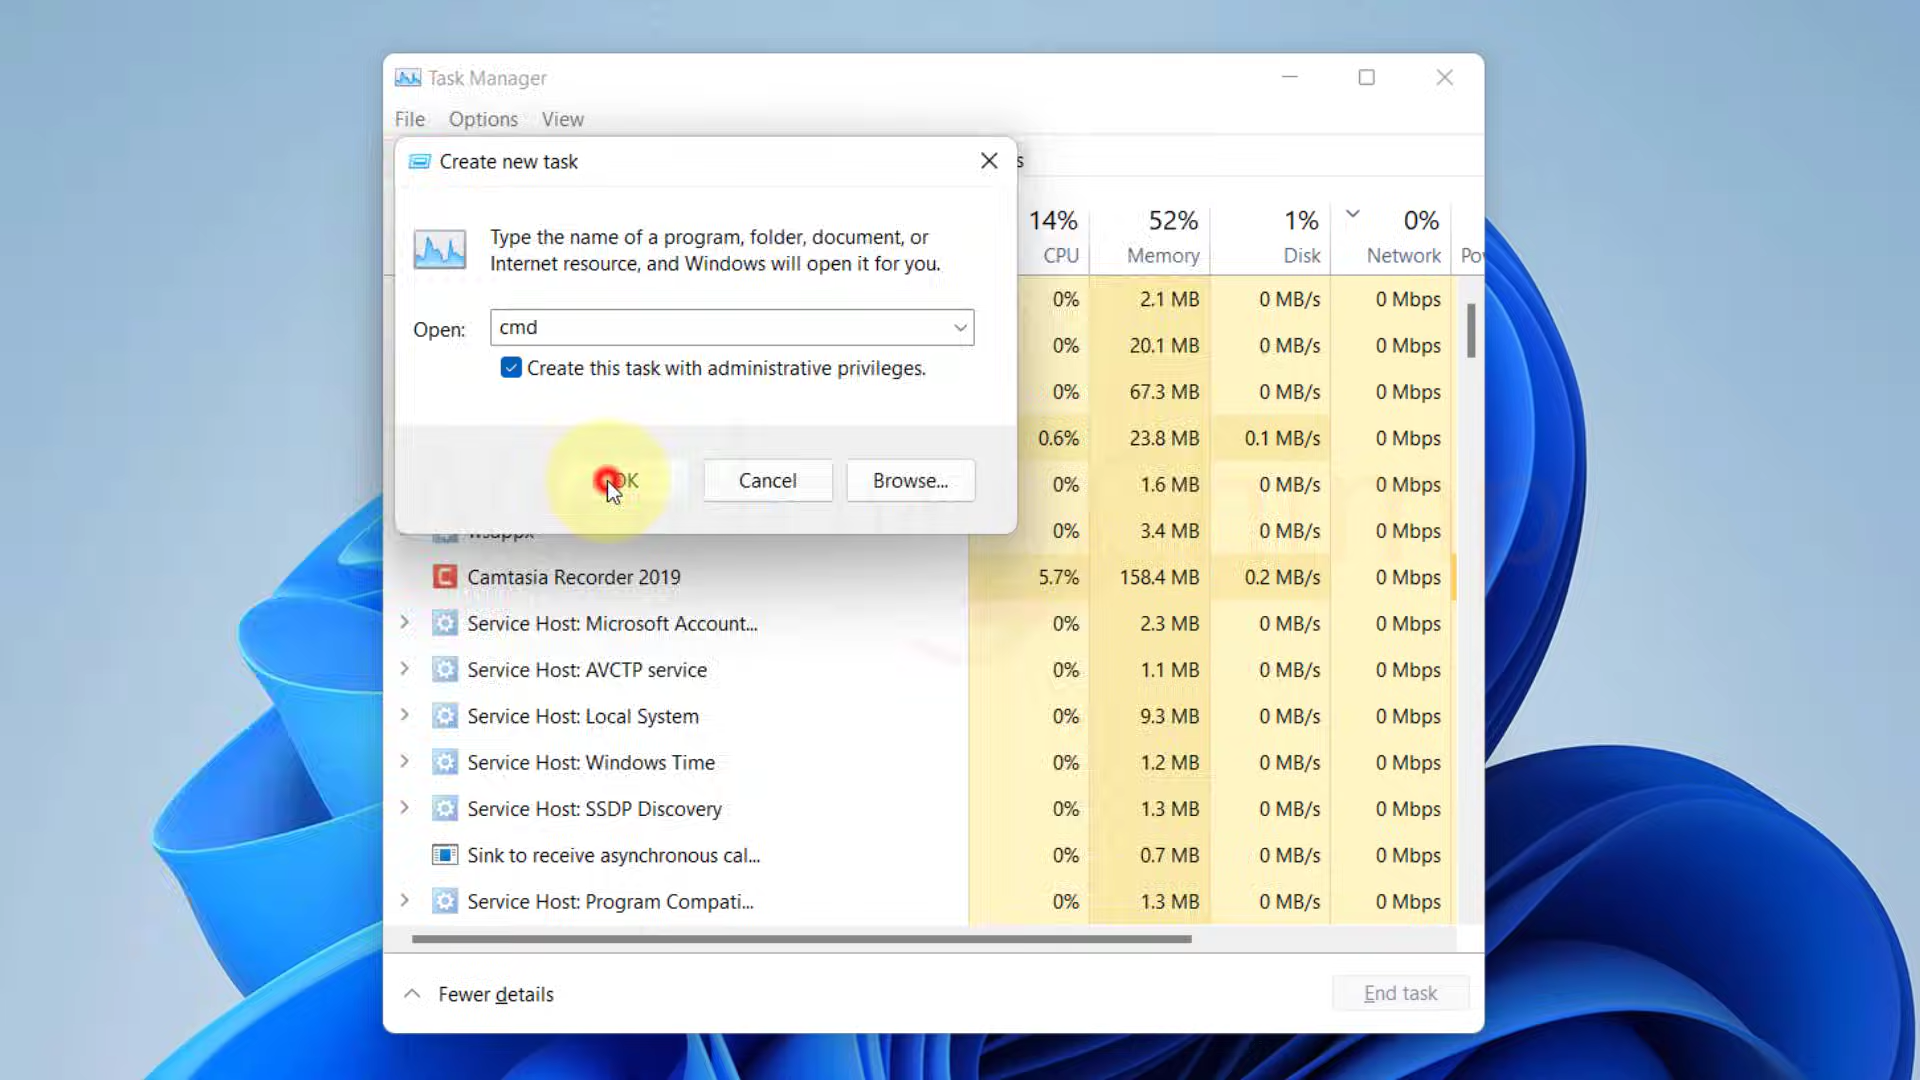 Task Manager
File Options View
Create new task
s
Type the name of a program, folder, document, or
Internet resource, and Windows will open it for you.
Open: cmd
Create this task with administrative privileges.
OK Cancel Browse...
14% 52% 1% 0%
CPU Memory Disk Network Po
0% 2.1 MB 0 MB/s 0 Mbps
0% 20.1 MB 0 MB/s 0 Mbps
0% 67.3 MB 0 MB/s 0 Mbps
0.6% 23.8 MB 0.1 MB/s 0 Mbps
0% 1.6 MB 0 MB/s 0 Mbps
wsappx 0% 3.4 MB 0 MB/s 0 Mbps
Camtasia Recorder 2019 5.7% 158.4 MB 0.2 MB/s 0 Mbps
Service Host: Microsoft Account... 0% 2.3 MB 0 MB/s 0 Mbps
Service Host: AVCTP service 0% 1.1 MB 0 MB/s 0 Mbps
Service Host: Local System 0% 9.3 MB 0 MB/s 0 Mbps
Service Host: Windows Time 0% 1.2 MB 0 MB/s 0 Mbps
Service Host: SSDP Discovery 0% 1.3 MB 0 MB/s 0 Mbps
Sink to receive asynchronous cal... 0% 0.7 MB 0 MB/s 0 Mbps
Service Host: Program Compati... 0% 1.3 MB 0 MB/s 0 Mbps
Fewer details End task